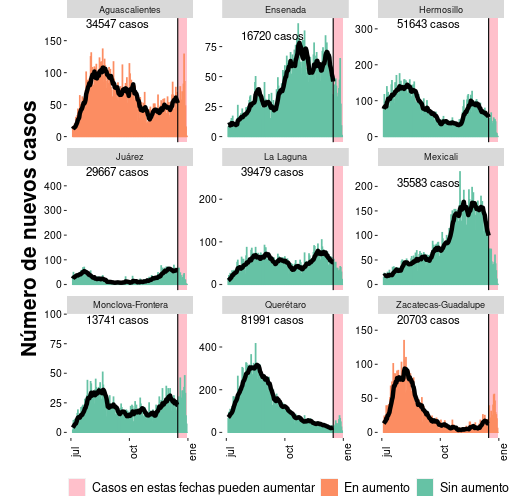 Número de nuevos casos
Aguascalientes
34547 casos
150
100
50
0
Ensenada
16720 casos
75
50
25
0
Hermosillo
51643 casos
300
200
100
0
Juárez
29667 casos
400
300
200
100
0
La Laguna
39479 casos
200
100
0
Mexicali
35583 casos
200
150
100
50
0
Monclova-Frontera
13741 casos
100
75
50
25
0
Querétaro
81991 casos
400
200
0
Zacatecas-Guadalupe
20703 casos
150
100
50
0
jul oct ene
jul oct ene
jul oct ene
Casos en estas fechas pueden aumentar En aumento Sin aumento